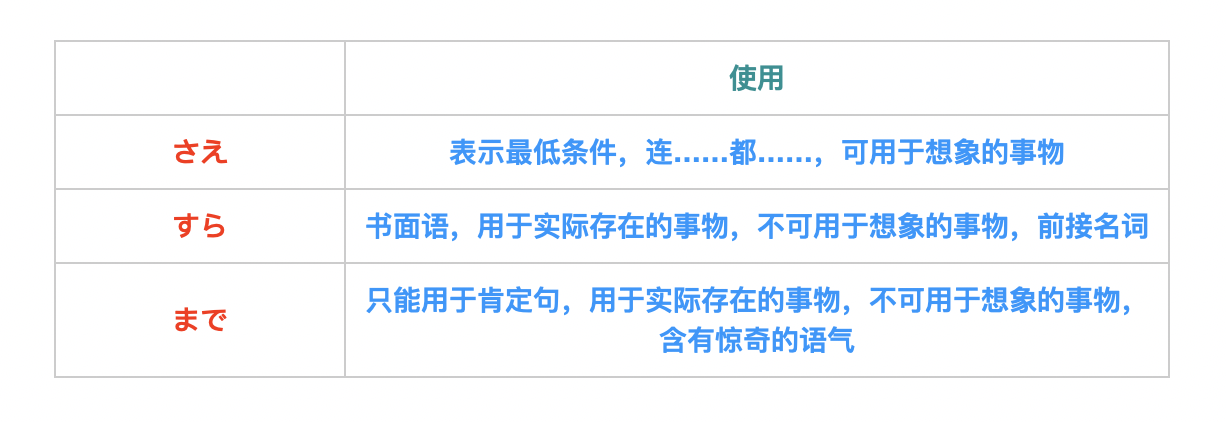 使用
さえ
表示最低条件，连......都......，可用于想象的事物
すら
书面语，用于实际存在的事物，不可用于想象的事物，前接名词
まで
只能用于肯定句，用于实际存在的事物，不可用于想象的事物，
含有惊奇的语气